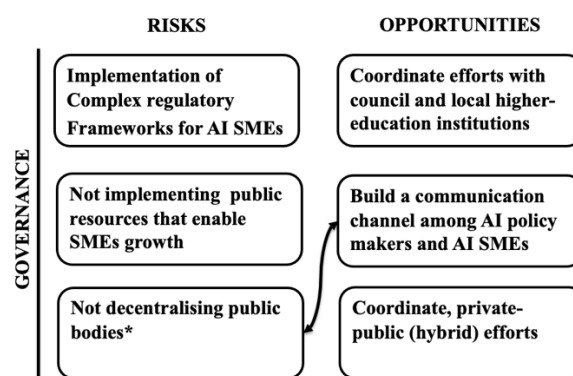 RISKS
OPPORTUNITIES
GOVERNANCE
Implementation of
Complex regulatory
Frameworks for AI SMEs
Coordinate efforts with
council and local higher-
education institutions
Not implementing public
resources that enable
SMEs growth
Build a communication
channel among AI policy
makers and AI SMEs
Not decentralising public
bodies*
Coordinate, private-
public (hybrid) efforts